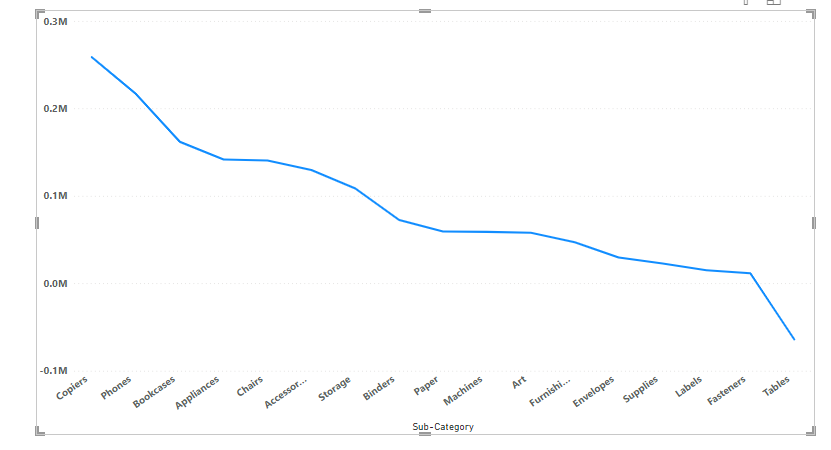 0.3M
0.2M
0.1M
0.0M
-0.1M
Copiers
Phones
Bookcases
Appliances
Chairs
Accessor...
Storage
Binders
Paper
Machines
Art
Furnishi...
Envelopes
Supplies
Labels
Fasteners
Tables
Sub-Category